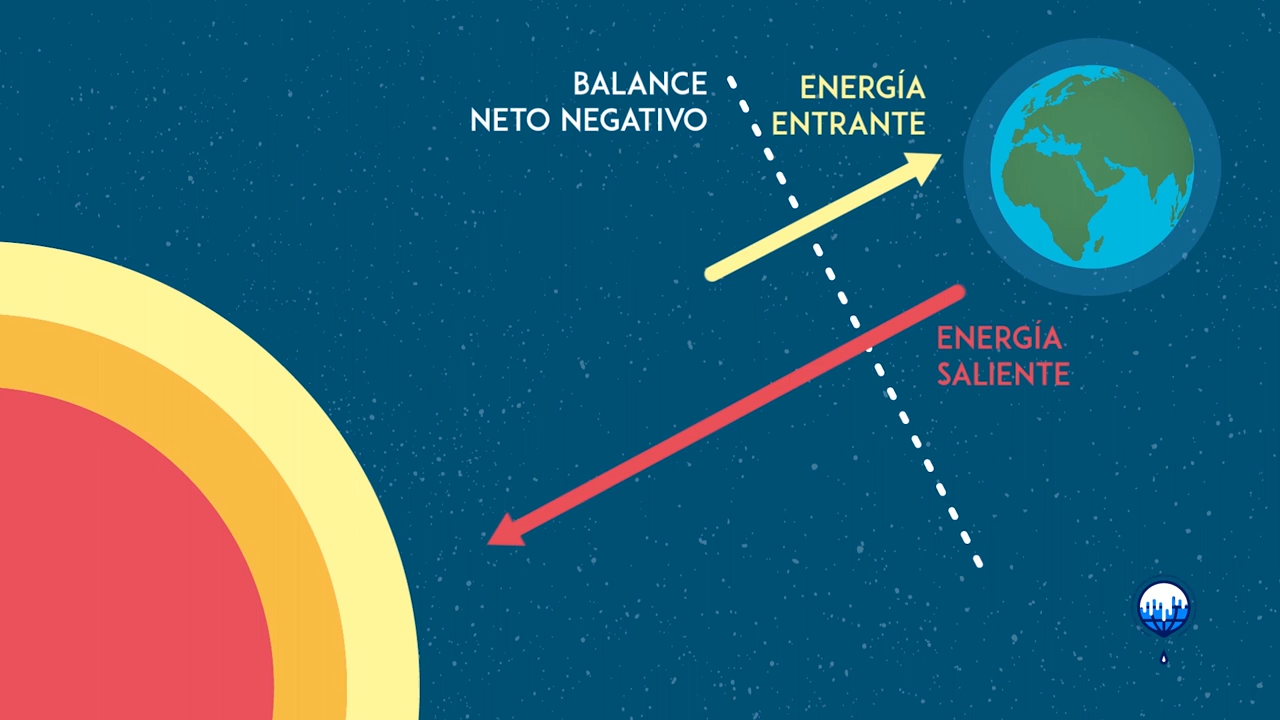 BALANCE
NETO NEGATIVO
ENERGÍA
ENTRANTE
ENERGÍA
SALIENTE